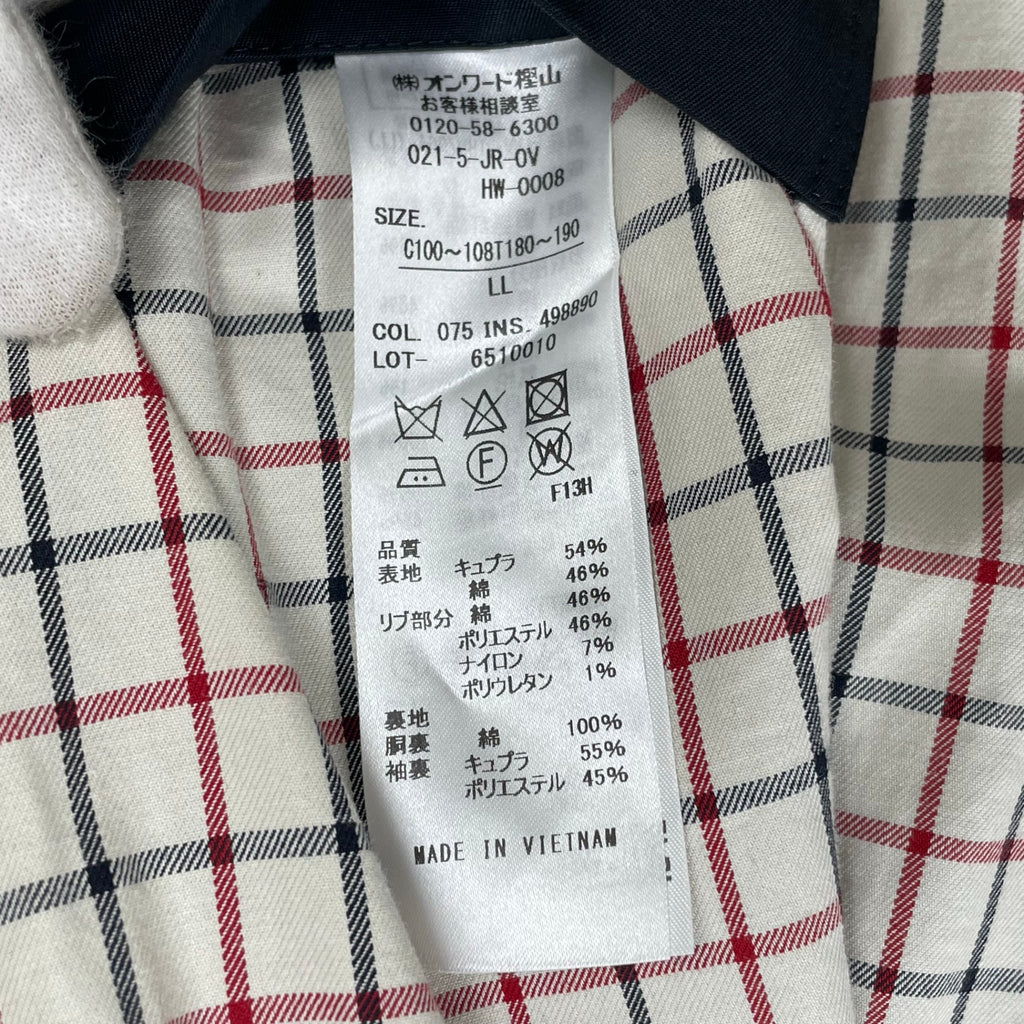 ㈱オンワード樫山
お客様相談室
0120-58-6300
021-5-JR-OV
HW-0008
SIZE.
C100~108T180~190
LL
COL. 075 INS. 498890
LOT- 6510010
F
W
F13H
品質
表地 キュプラ 54%
綿 46%
リブ部分 綿 46%
ポリエステル 46%
ナイロン 7%
ポリウレタン 1%
裏地
胴裏 綿 100%
袖裏 キュプラ 55%
ポリエステル 45%
MADE IN VIETNAM